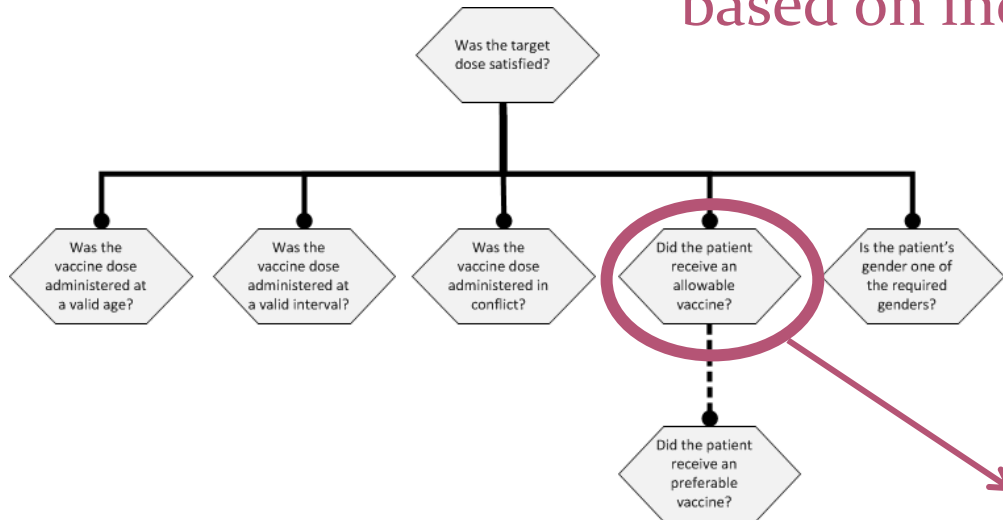 based on
Was the target
dose satisfied?
Was the
vaccine dose
administered at
a valid age?
Was the
vaccine dose
administered at
a valid interval?
Was the
vaccine dose
administered in
conflict?
Did the patient
receive an
allowable
vaccine?
Is the patient's
gender one of
the required
genders?
Did the patient
receive an
preferable
vaccine?